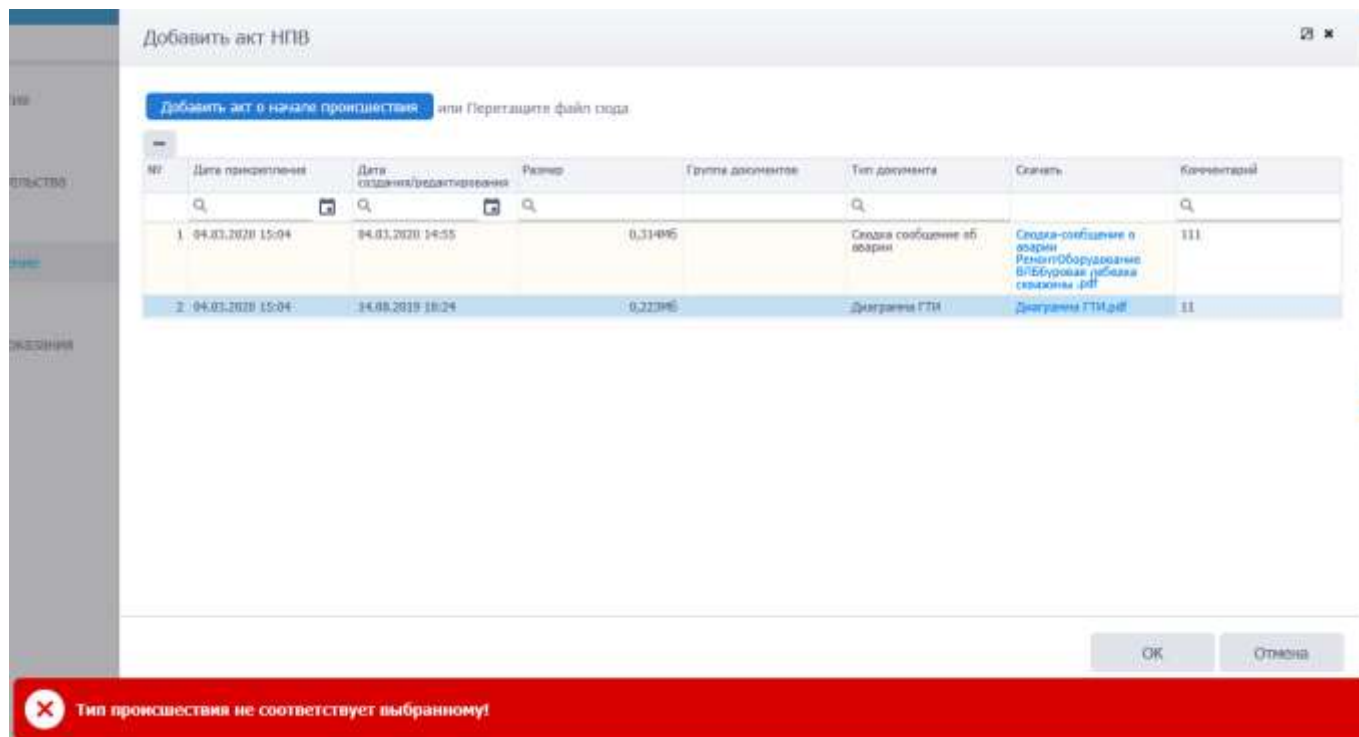 Добавить акт НПВ
Добавить акт о начале происшествия или Перетащите файл сюда
№ Дата прикрепления Дата создания/редактирования Размер Группа документов Тип документа Скачать Комментарий
1 04.03.2020 15:04 04.03.2020 14:55 0,314Мб Сводка сообщение об аварии Сводка-сообщение о 111
аварии
РемонтОборудование
ВЛББуровая лебедка
скважины .pdf
2 04.03.2020 15:04 14.08.2019 18:24 0,223Мб Диаграмма ГТИ Диаграмма ГТИ.pdf 11
ОК Отмена
Тип происшествия не соответствует выбранному!